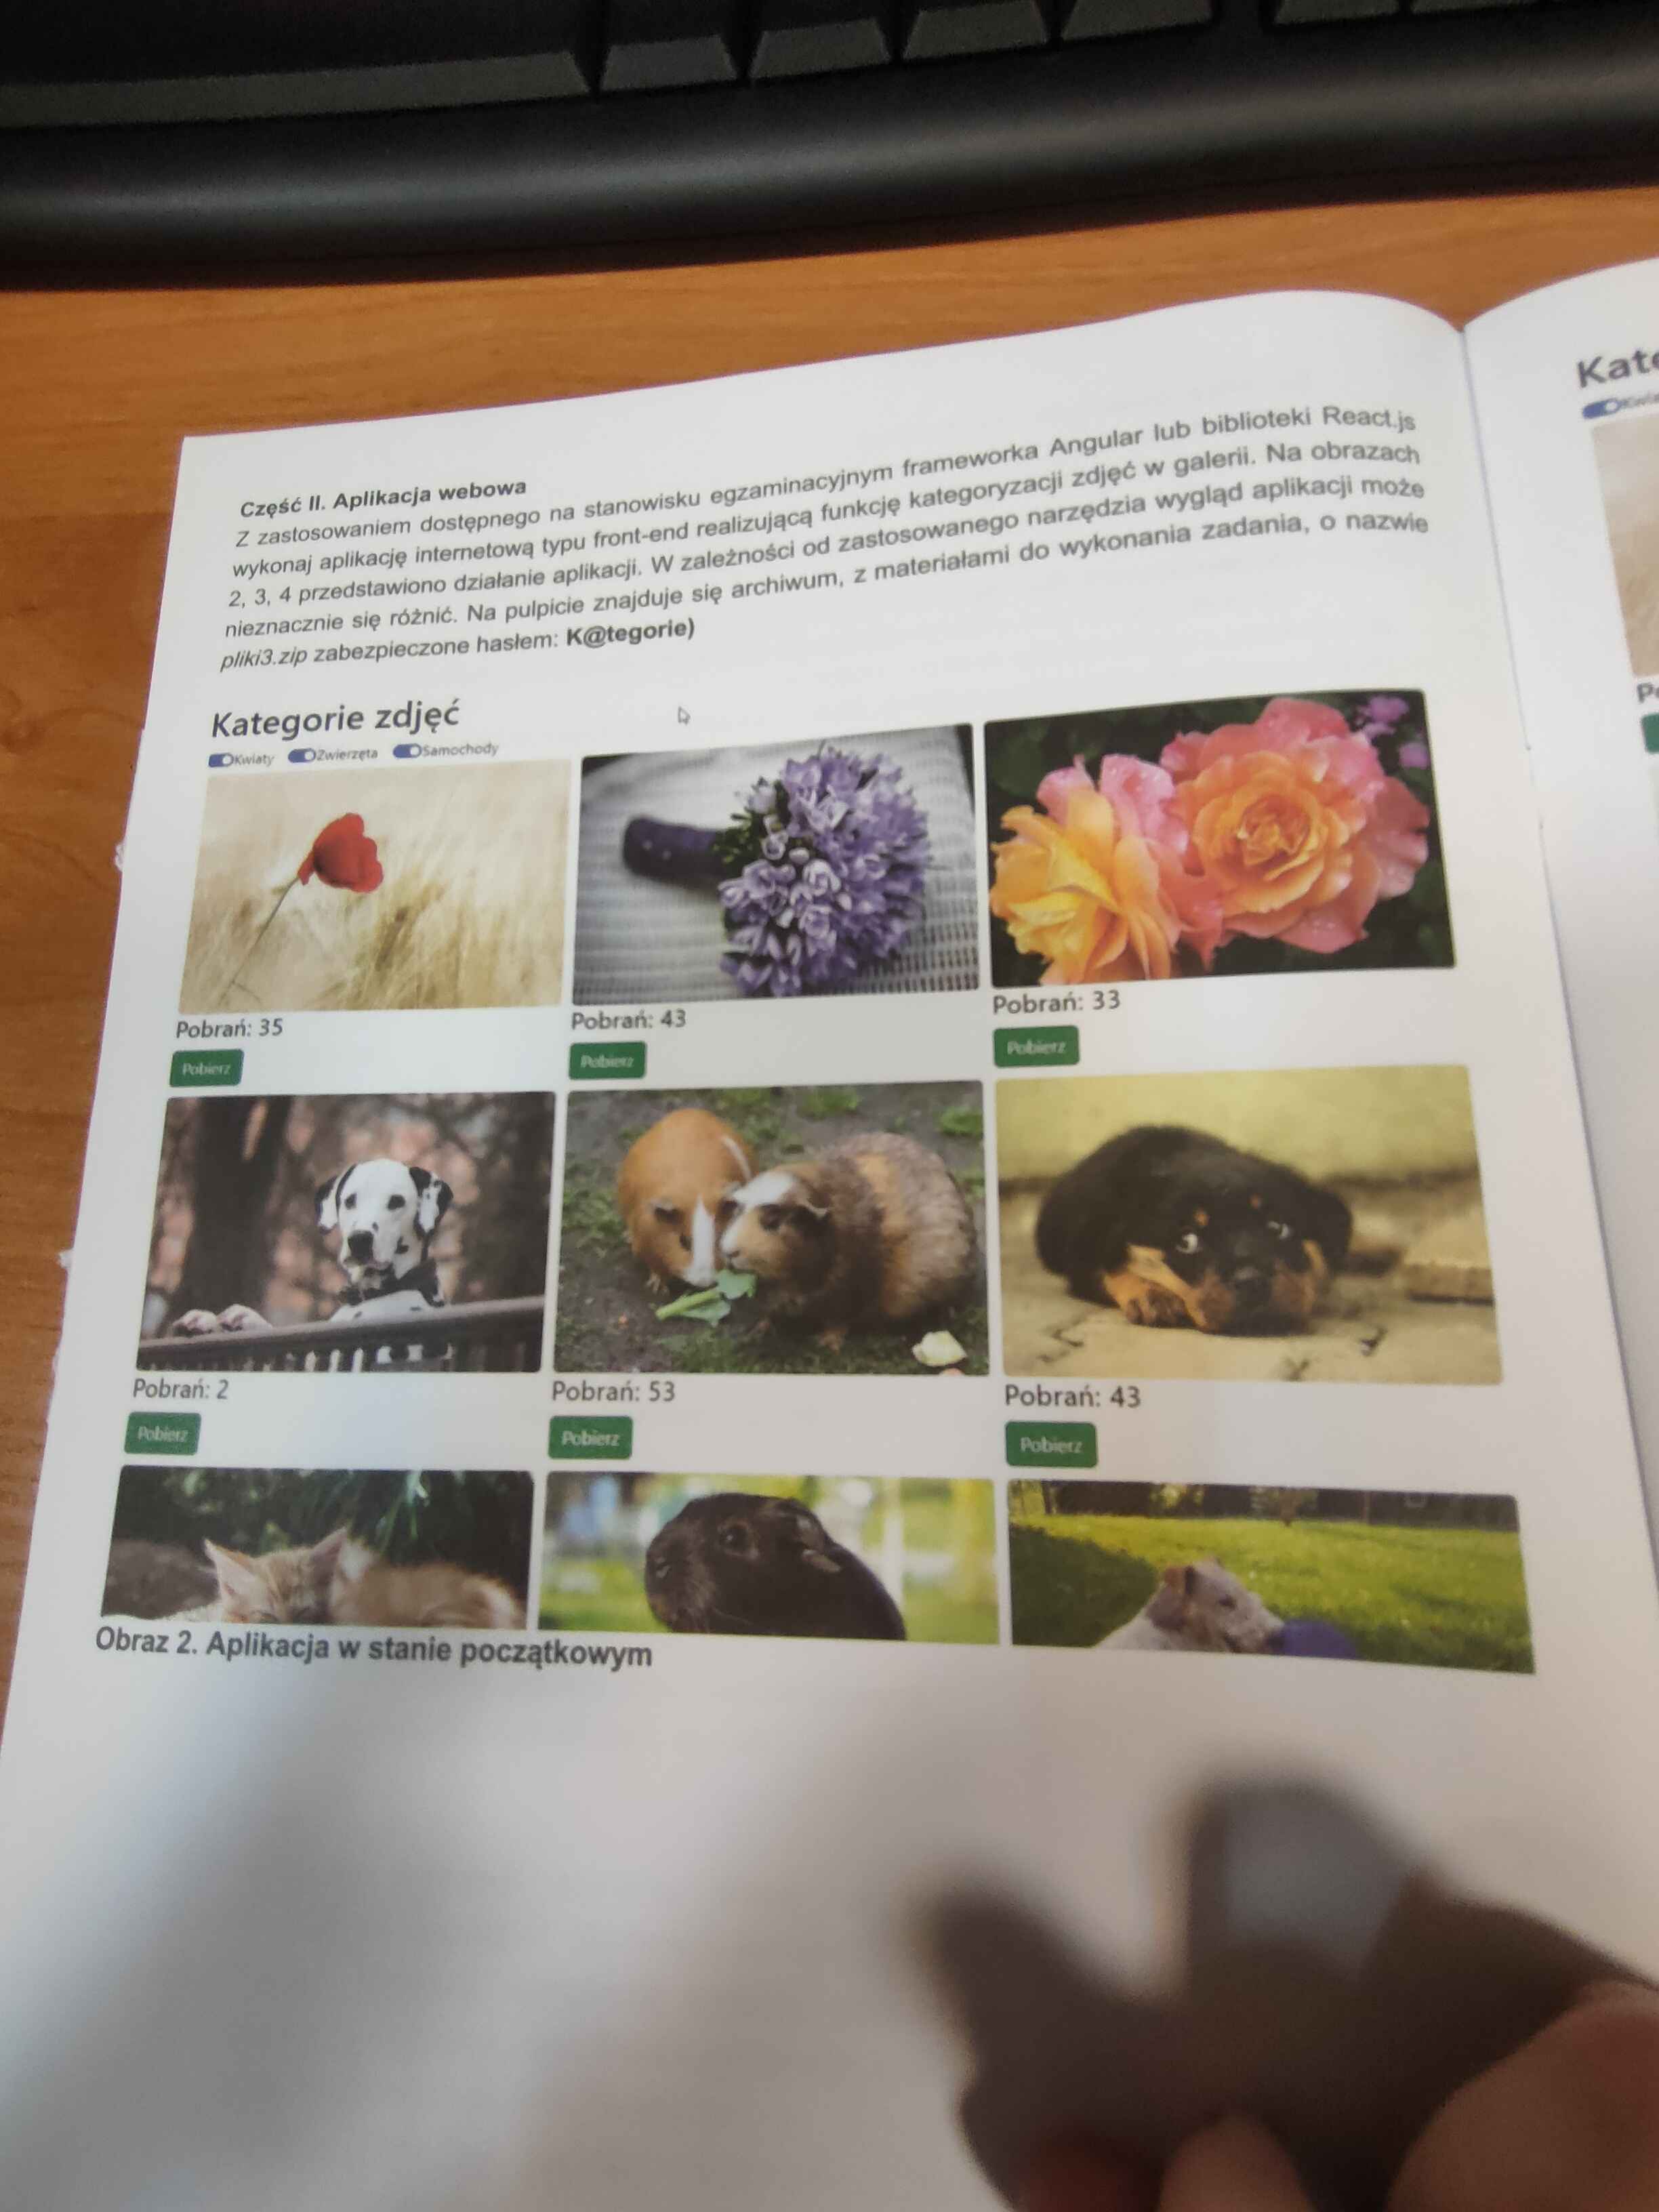 Część II. Aplikacja webowa
Z zastosowaniem dostępnego na stanowisku egzaminacyjnym frameworka Angular lub biblioteki React.js
wykonaj aplikację internetową typu front-end realizującą funkcję kategoryzacji zdjęć w galerii. Na obrazach
2, 3, 4 przedstawiono działanie aplikacji. W zależności od zastosowanego narzędzia wygląd aplikacji może
nieznacznie się różnić. Na pulpicie znajduje się archiwum, z materiałami do wykonania zadania, o nazwie
pliki3.zip zabezpieczone hasłem: K@tegorie)
Kategorie zdjęć
Kwiaty Zwierzęta Samochody
Pobrań: 35 Pobrań: 43 Pobrań: 33
Pobierz Pobierz Pobierz
Pobrań: 2 Pobrań: 53 Pobrań: 43
Pobierz Pobierz Pobierz
Obraz 2. Aplikacja w stanie początkowym